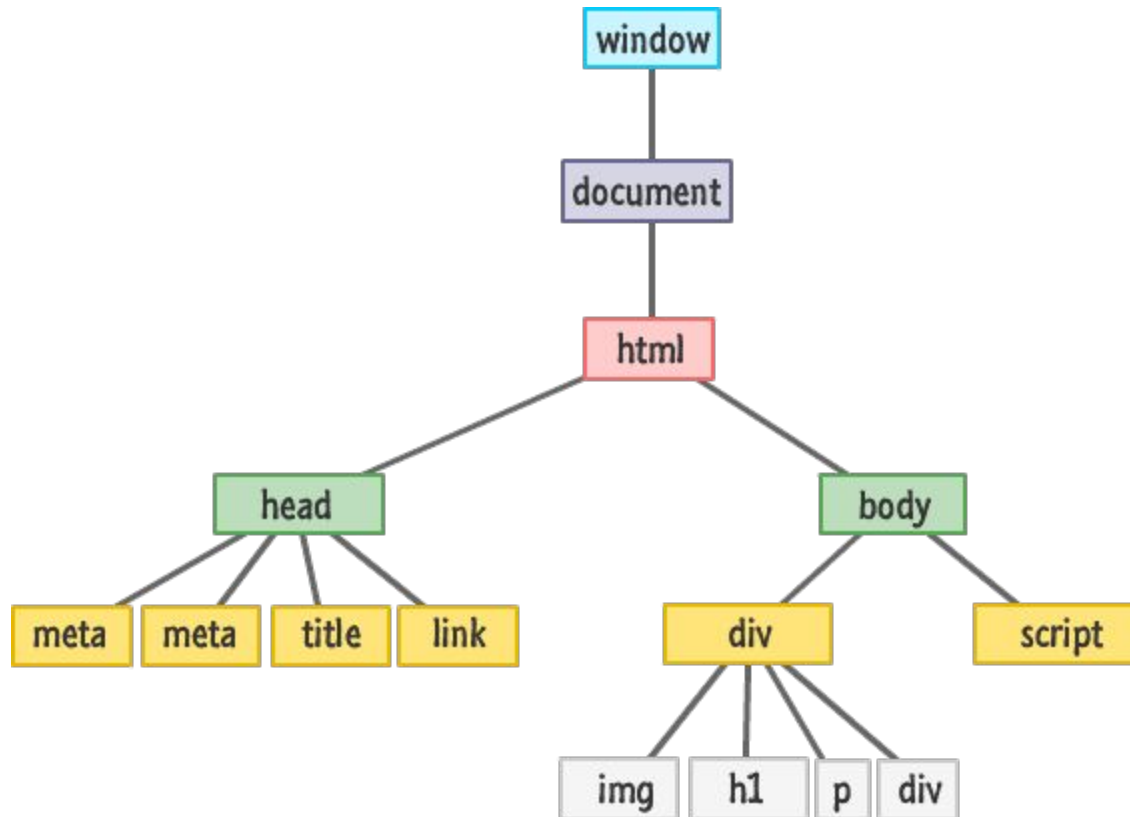 window
document
html
head
body
meta
meta
title
link
div
script
img
h1
p
div